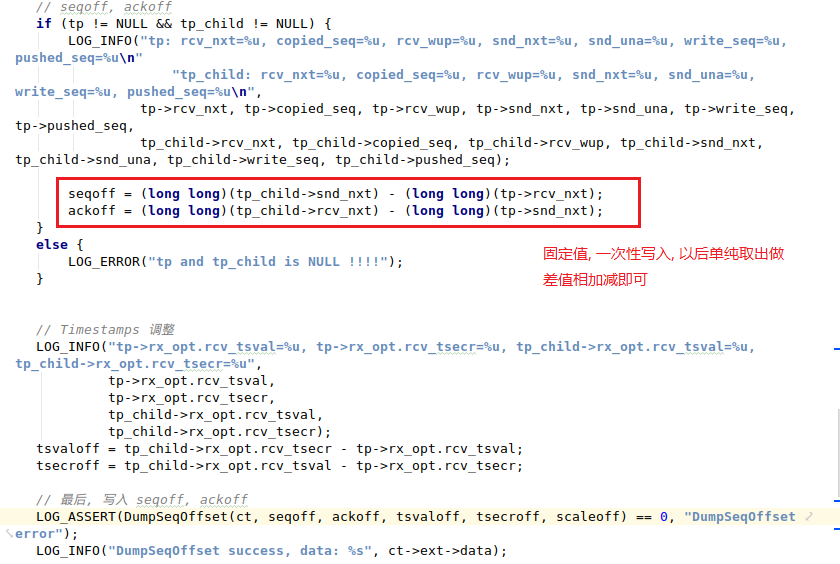 // seqoff, ackoff
if (tp != NULL && tp_child != NULL) {
LOG_INFO("tp: rcv_nxt=%u, copied_seq=%u, rcv_wup=%u, snd_nxt=%u, snd_una=%u, write_seq=%u,
pushed_seq=%u\n"
"tp_child: rcv_nxt=%u, copied_seq=%u, rcv_wup=%u, snd_nxt=%u, snd_una=%u,
write_seq=%u, pushed_seq=%u\n",
tp->rcv_nxt, tp->copied_seq, tp->rcv_wup, tp->snd_nxt, tp->snd_una, tp->write_seq,
tp->pushed_seq,
tp_child->rcv_nxt, tp_child->copied_seq, tp_child->rcv_wup, tp_child->snd_nxt,
tp_child->snd_una, tp_child->write_seq, tp_child->pushed_seq);
seqoff = (long long)(tp_child->snd_nxt) - (long long)(tp->rcv_nxt);
ackoff = (long long)(tp_child->rcv_nxt) - (long long)(tp->snd_nxt);
}
else {
LOG_ERROR("tp and tp_child is NULL !!!!");
}
固定值, 一次性写入, 以后单纯取出做
差值相加减即可
// Timestamps 调整
LOG_INFO("tp->rx_opt.rcv_tsval=%u, tp->rx_opt.rcv_tsecr=%u, tp_child->rx_opt.rcv_tsval=%u,
tp_child->rx_opt.rcv_tsecr=%u",
tp->rx_opt.rcv_tsval,
tp->rx_opt.rcv_tsecr,
tp_child->rx_opt.rcv_tsval,
tp_child->rx_opt.rcv_tsecr);
tsvaloff = tp_child->rx_opt.rcv_tsecr - tp->rx_opt.rcv_tsval;
tsecroff = tp_child->rx_opt.rcv_tsval - tp->rx_opt.rcv_tsecr;
// 最后, 写入 seqoff, ackoff
LOG_ASSERT(DumpSeqOffset(ct, seqoff, ackoff, tsvaloff, tsecroff, scaleoff) == 0, "DumpSeqOffset
error");
LOG_INFO("DumpSeqOffset success, data: %s", ct->ext->data);